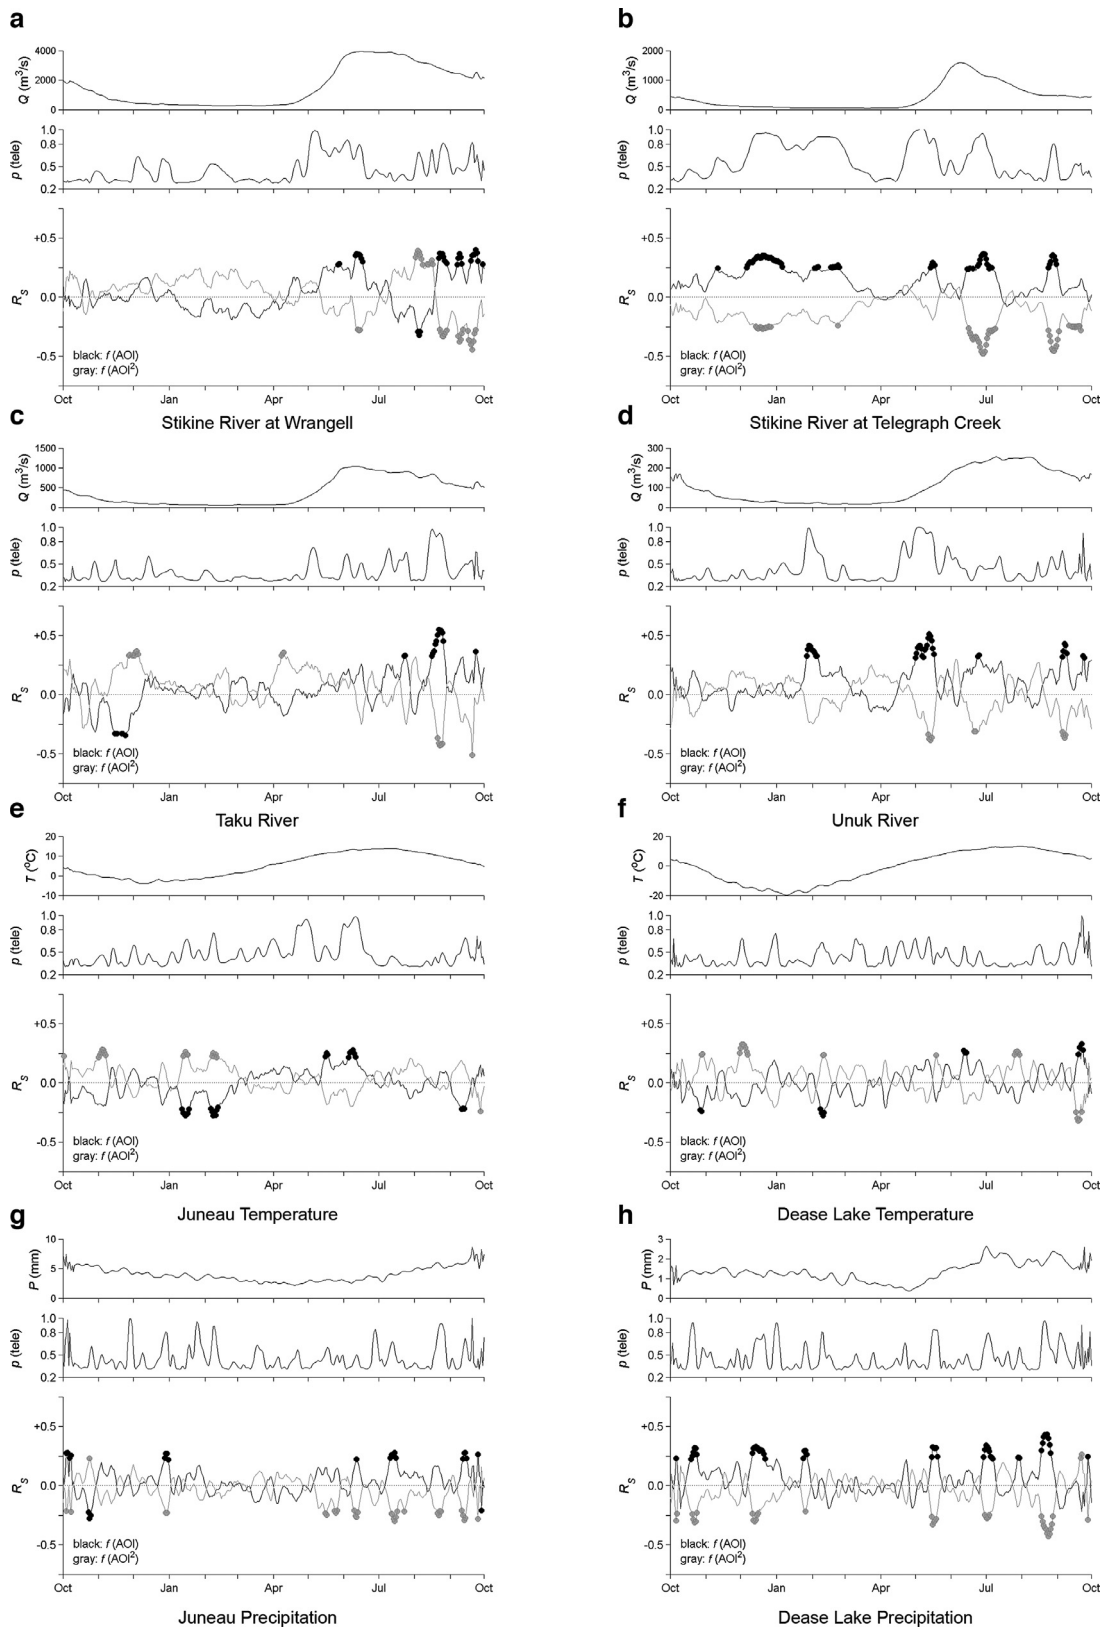 a
Q (m³/s)
4000
2000
0
p (tele)
1.0
0.8
0.5
0.2
R_S
+0.5
0.0
-0.5
black: f (AOI)
gray: f (AOI²)
Oct Jan Apr Jul Oct
Stikine River at Wrangell
b
Q (m³/s)
2000
1000
0
p (tele)
1.0
0.8
0.5
0.2
R_S
+0.5
0.0
-0.5
black: f (AOI)
gray: f (AOI²)
Oct Jan Apr Jul Oct
Stikine River at Telegraph Creek
c
Q (m³/s)
1500
1000
500
0
p (tele)
1.0
0.8
0.5
0.2
R_S
+0.5
0.0
-0.5
black: f (AOI)
gray: f (AOI²)
Oct Jan Apr Jul Oct
Taku River
d
Q (m³/s)
300
200
100
0
p (tele)
1.0
0.8
0.5
0.2
R_S
+0.5
0.0
-0.5
black: f (AOI)
gray: f (AOI²)
Oct Jan Apr Jul Oct
Unuk River
e
T (°C)
20
10
0
-10
p (tele)
1.0
0.8
0.5
0.2
R_S
+0.5
0.0
-0.5
black: f (AOI)
gray: f (AOI²)
Oct Jan Apr Jul Oct
Juneau Temperature
f
T (°C)
20
0
-20
p (tele)
1.0
0.8
0.5
0.2
R_S
+0.5
0.0
-0.5
black: f (AOI)
gray: f (AOI²)
Oct Jan Apr Jul Oct
Dease Lake Temperature
g
P (mm)
10
5
0
p (tele)
1.0
0.8
0.5
0.2
R_S
+0.5
0.0
-0.5
black: f (AOI)
gray: f (AOI²)
Oct Jan Apr Jul Oct
Juneau Precipitation
h
P (mm)
3
2
1
0
p (tele)
1.0
0.8
0.5
0.2
R_S
+0.5
0.0
-0.5
black: f (AOI)
gray: f (AOI²)
Oct Jan Apr Jul Oct
Dease Lake Precipitation